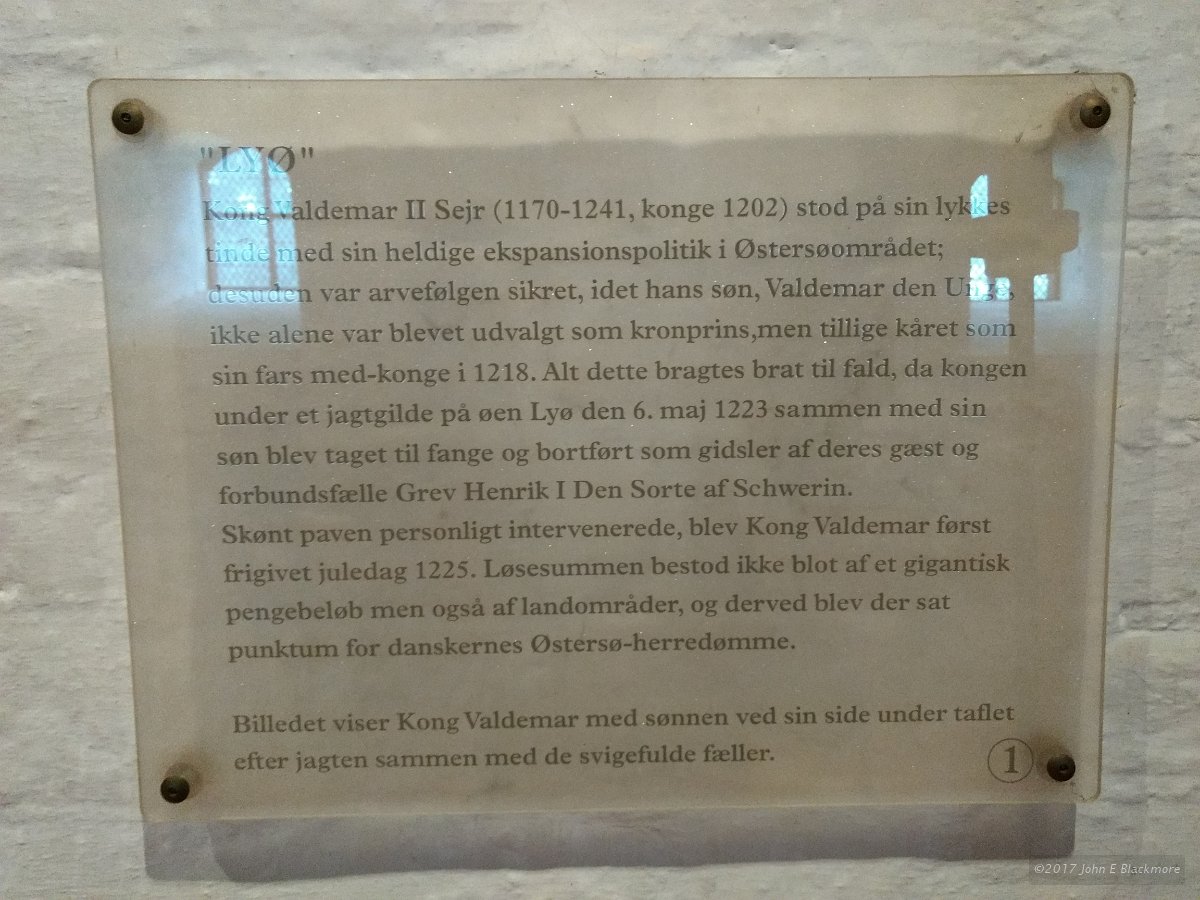 "LYØ"
Kong Valdemar II Sejr (1170-1241, konge 1202) stod på sin lykkes
tinde med sin heldige ekspansionspolitik i Østersøområdet;
desuden var arvefølgen sikret, idet hans søn, Valdemar den Unge,
ikke alene var blevet udvalgt som kronprins,men tillige kåret som
sin fars med-konge i 1218. Alt dette bragtes brat til fald, da kongen
under et jagtgilde på øen Lyø den 6. maj 1223 sammen med sin
søn blev taget til fange og bortført som gidsler af deres gæst og
forbundsfælle Grev Henrik I Den Sorte af Schwerin.
Skønt paven personligt intervenerede, blev Kong Valdemar først
frigivet juledag 1225. Løsesummen bestod ikke blot af et gigantisk
pengebeløb men også af landområder, og derved blev der sat
punktum for danskernes Østersø-herredømme.
Billedet viser Kong Valdemar med sønnen ved sin side under taflet
efter jagten sammen med de svigefulde fæller.
1
©2017 John E Blackmore